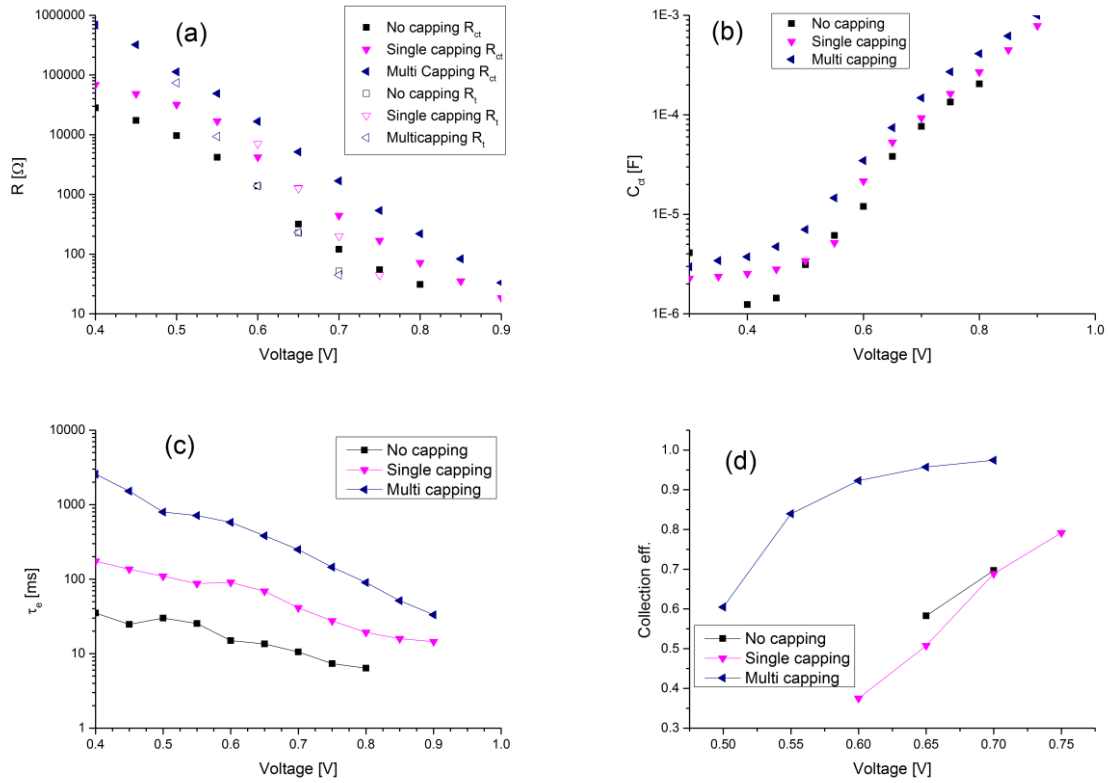 (a)
No capping Rct
Single capping Rct
Multi Capping Rct
No capping Rt
Single capping Rt
Multicapping Rt
R [Ω]
1000000
100000
10000
1000
100
10
0.4 0.5 0.6 0.7 0.8 0.9
Voltage [V]
(b)
No capping
Single capping
Multi capping
Cct [F]
1E-3
1E-4
1E-5
1E-6
0.4 0.6 0.8 1.0
Voltage [V]
(c)
No capping
Single capping
Multi capping
τe [ms]
10000
1000
100
10
1
0.4 0.5 0.6 0.7 0.8 0.9 1.0
Voltage [V]
(d)
Collection eff.
1.0
0.9
0.8
0.7
0.6
0.5
0.4
0.3
No capping
Single capping
Multi capping
0.50 0.55 0.60 0.65 0.70 0.75
Voltage [V]